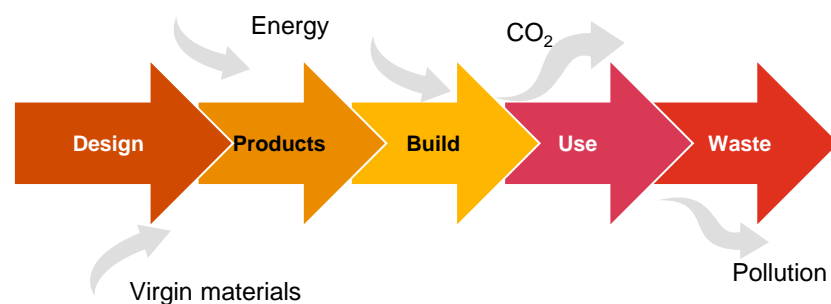 Energy
CO₂
Design
Products
Build
Use
Waste
Virgin materials
Pollution